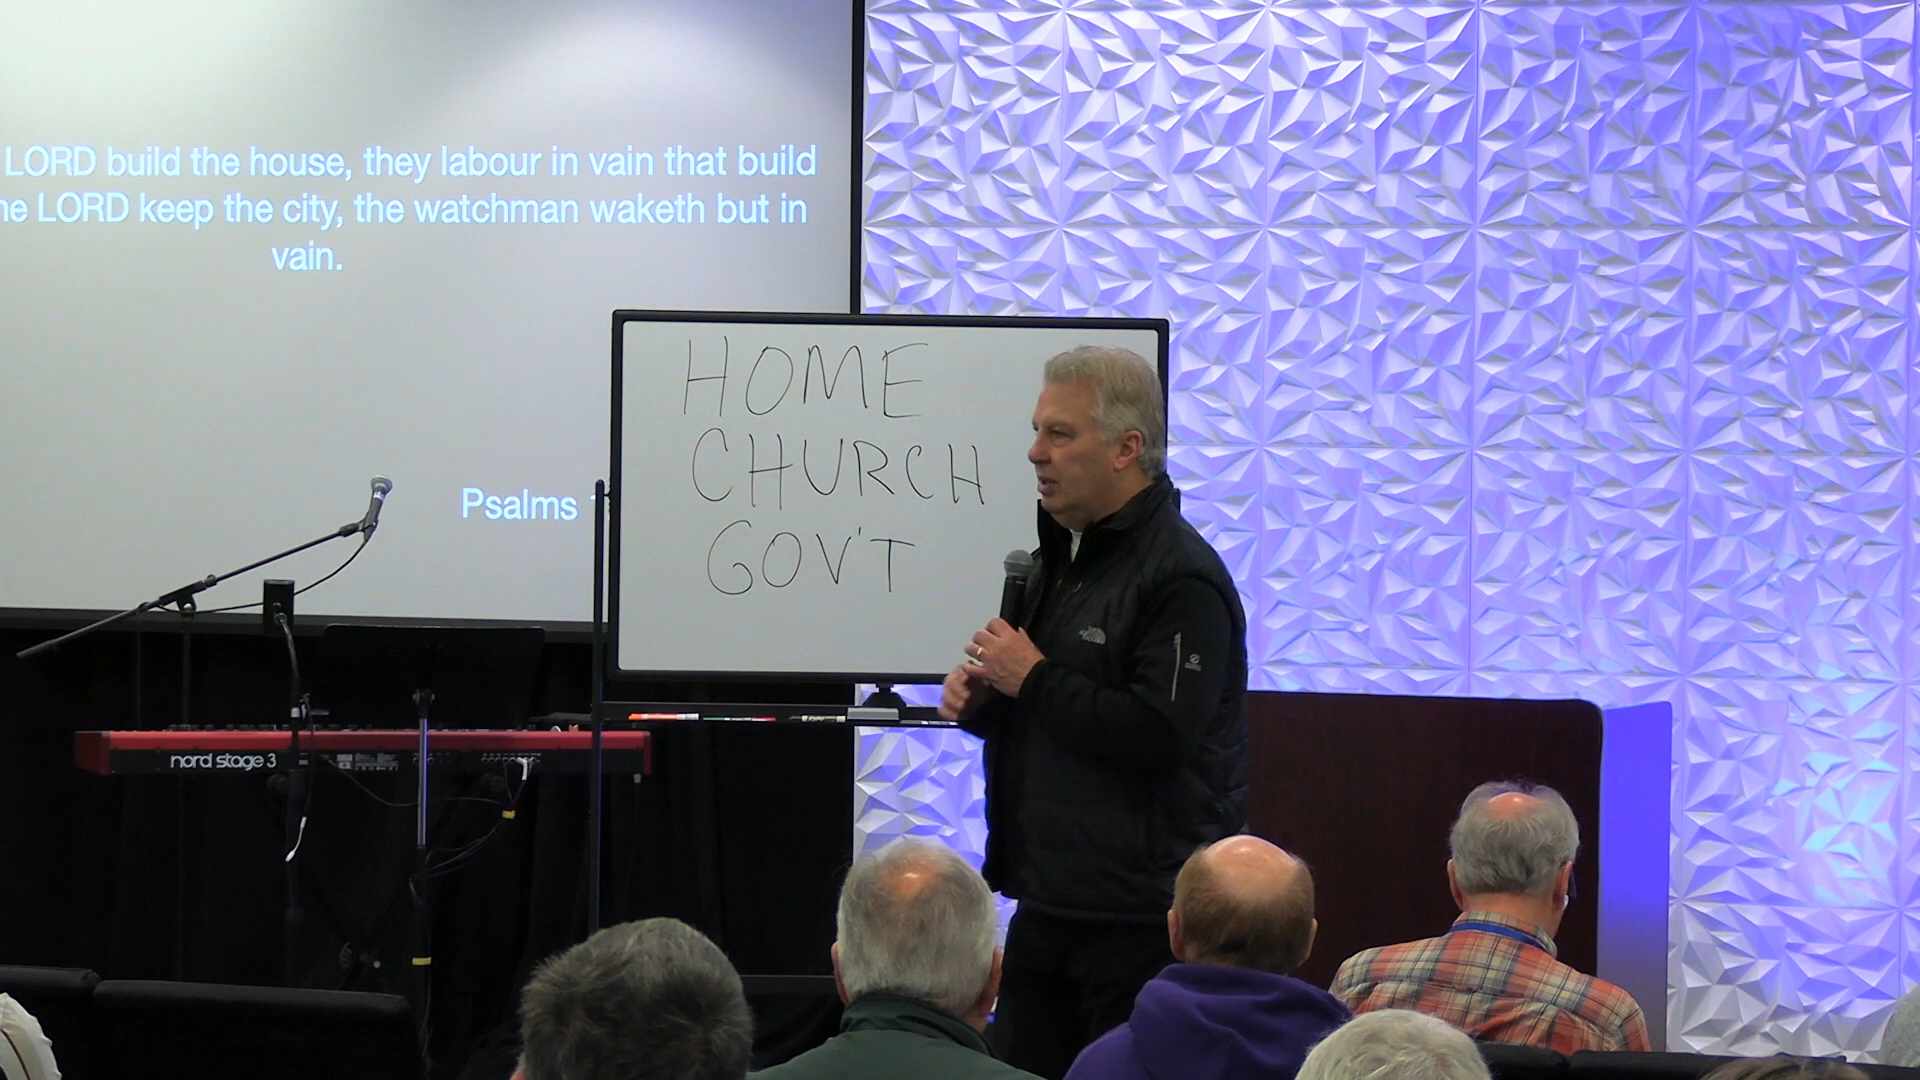 LORD build the house, they labour in vain that build
he LORD keep the city, the watchman waketh but in
vain.
Psalms
HOME
CHURCH
GOV'T
nord stage 3